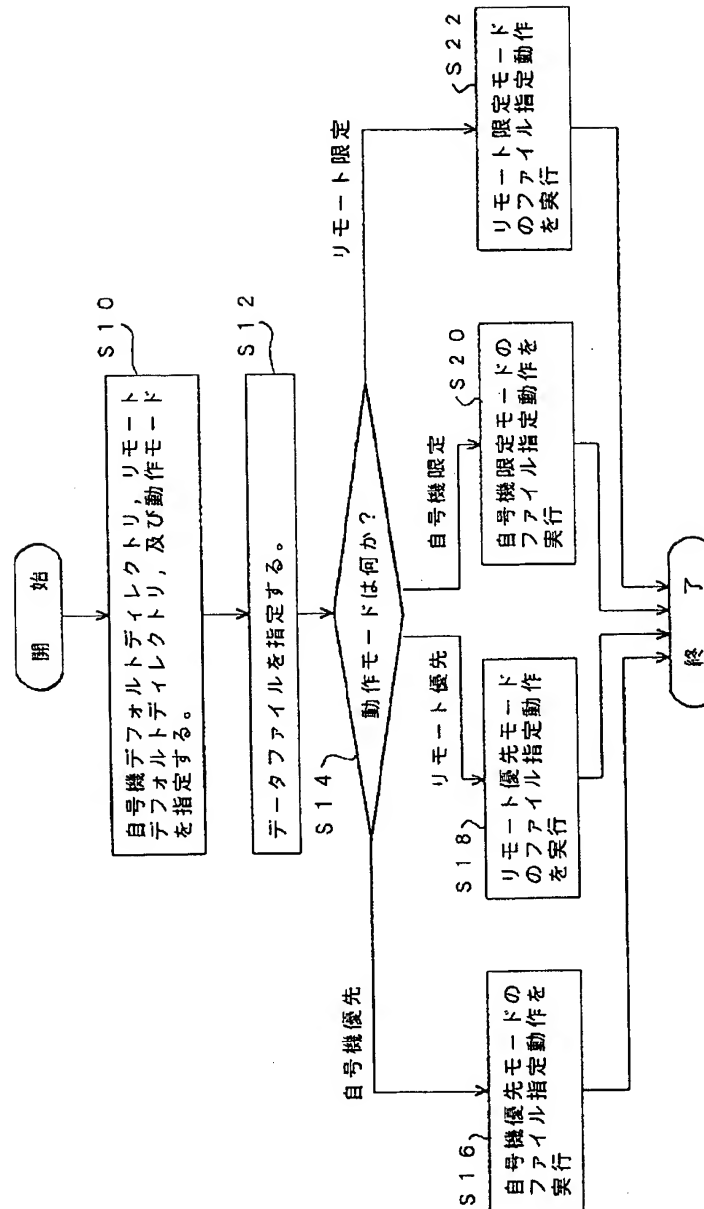 開 始
S10
自号機デフォルトディレクトリ, リモート
デフォルトディレクトリ, 及び動作モード
を指定する。
S12
データファイルを指定する。
S14
動作モードは何か?
自号機優先
リモート優先
自号機限定
リモート限定
S16
自号機優先モードの
ファイル指定動作を
実行
S18
リモート優先モード
のファイル指定動作
を実行
S20
自号機限定モードの
ファイル指定動作を
実行
S22
リモート限定モード
のファイル指定動作
を実行
終 了